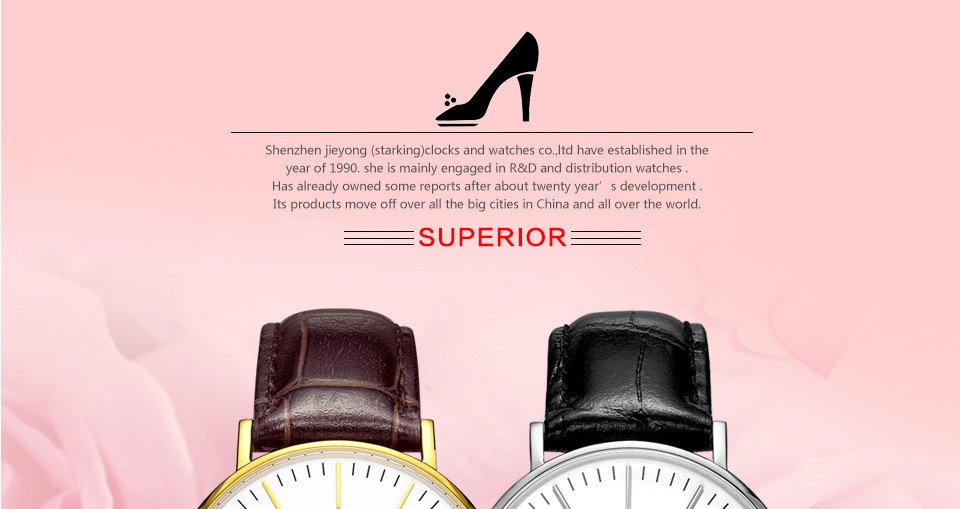 Shenzhen jieyong (starking)clocks and watches co.,ltd have established in the
year of 1990. she is mainly engaged in R&D and distribution watches .
Has already owned some reports after about twenty year’s development .
Its products move off over all the big cities in China and all over the world.
SUPERIOR